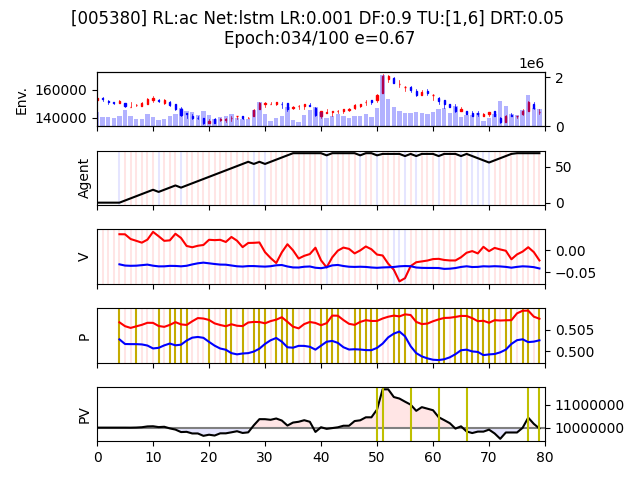 [005380] RL:ac Net:lstm LR:0.001 DF:0.9 TU:[1,6] DRT:0.05
Epoch:034/100 e=0.67
1e6
Env.
160000
140000
2
0
Agent
50
0
V
0.00
−0.05
P
0.505
0.500
PV
11000000
10000000
0 10 20 30 40 50 60 70 80